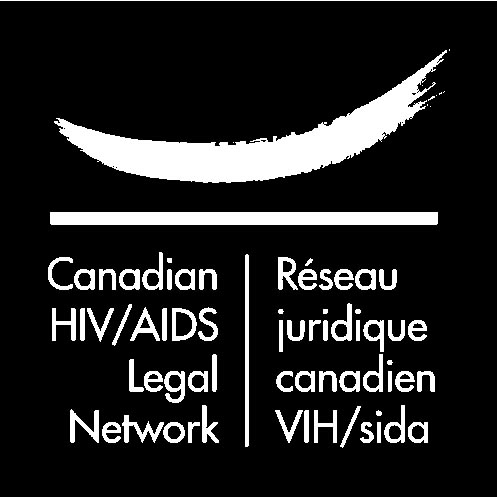 Canadian
HIV/AIDS
Legal
Network
Réseau
juridique
canadien
VIH/sida